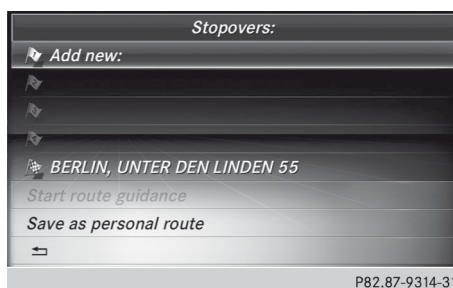 Stopovers:
Add new:
BERLIN, UNTER DEN LINDEN 55
Start route guidance
Save as personal route
P82.87-9314-31